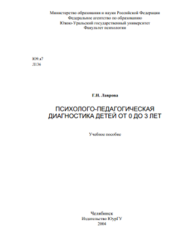 Министерство образования и науки Российской Федерации
Федеральное агентство по образованию
Южно-Уральский государственный университет
Факультет психологии
Г.Н. Лаврова
ПСИХОЛОГО-ПЕДАГОГИЧЕСКАЯ
ДИАГНОСТИКА ДЕТЕЙ ОТ 0 ДО 3 ЛЕТ
Учебное пособие
Челябинск
Издательство ЮУрГУ